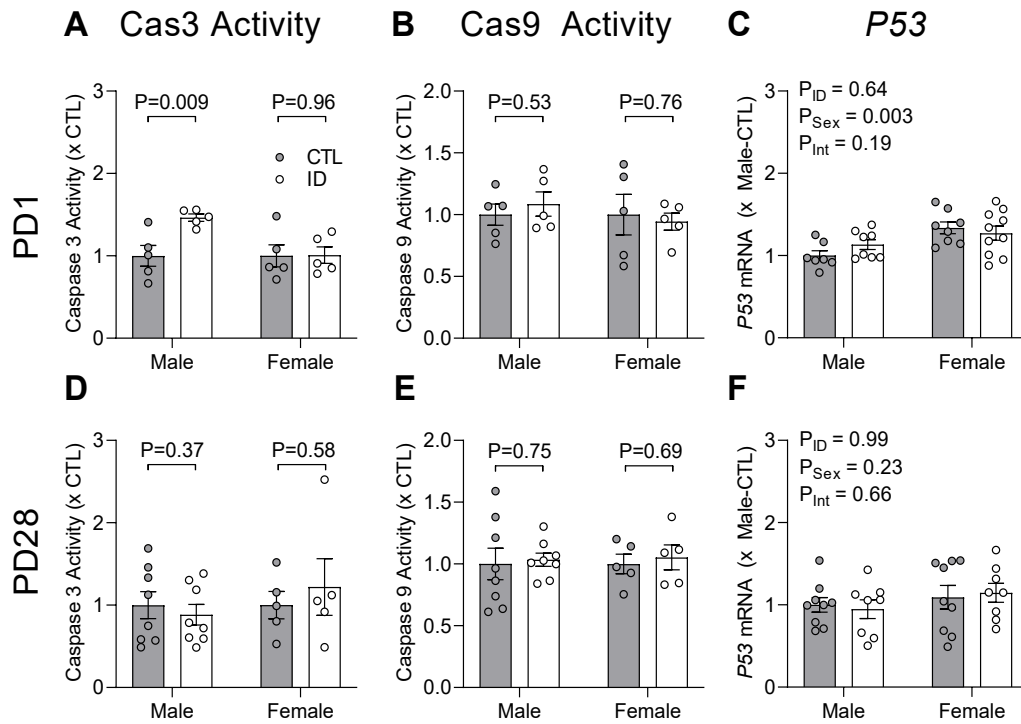 A Cas3 Activity
B Cas9 Activity
C P53
PD1
Caspase 3 Activity (x CTL)
3
2
1
0
P=0.009
P=0.96
CTL
ID
Male
Female
Caspase 9 Activity (x CTL)
2.0
1.5
1.0
0.5
0.0
P=0.53
P=0.76
Male
Female
P53 mRNA (x Male-CTL)
3
2
1
0
PID = 0.64
PSex = 0.003
PInt = 0.19
Male
Female
PD28
D
Caspase 3 Activity (x CTL)
3
2
1
0
P=0.37
P=0.58
Male
Female
E
Caspase 9 Activity (x CTL)
2.0
1.5
1.0
0.5
0.0
P=0.75
P=0.69
Male
Female
F
P53 mRNA (x Male-CTL)
3
2
1
0
PID = 0.99
PSex = 0.23
PInt = 0.66
Male
Female